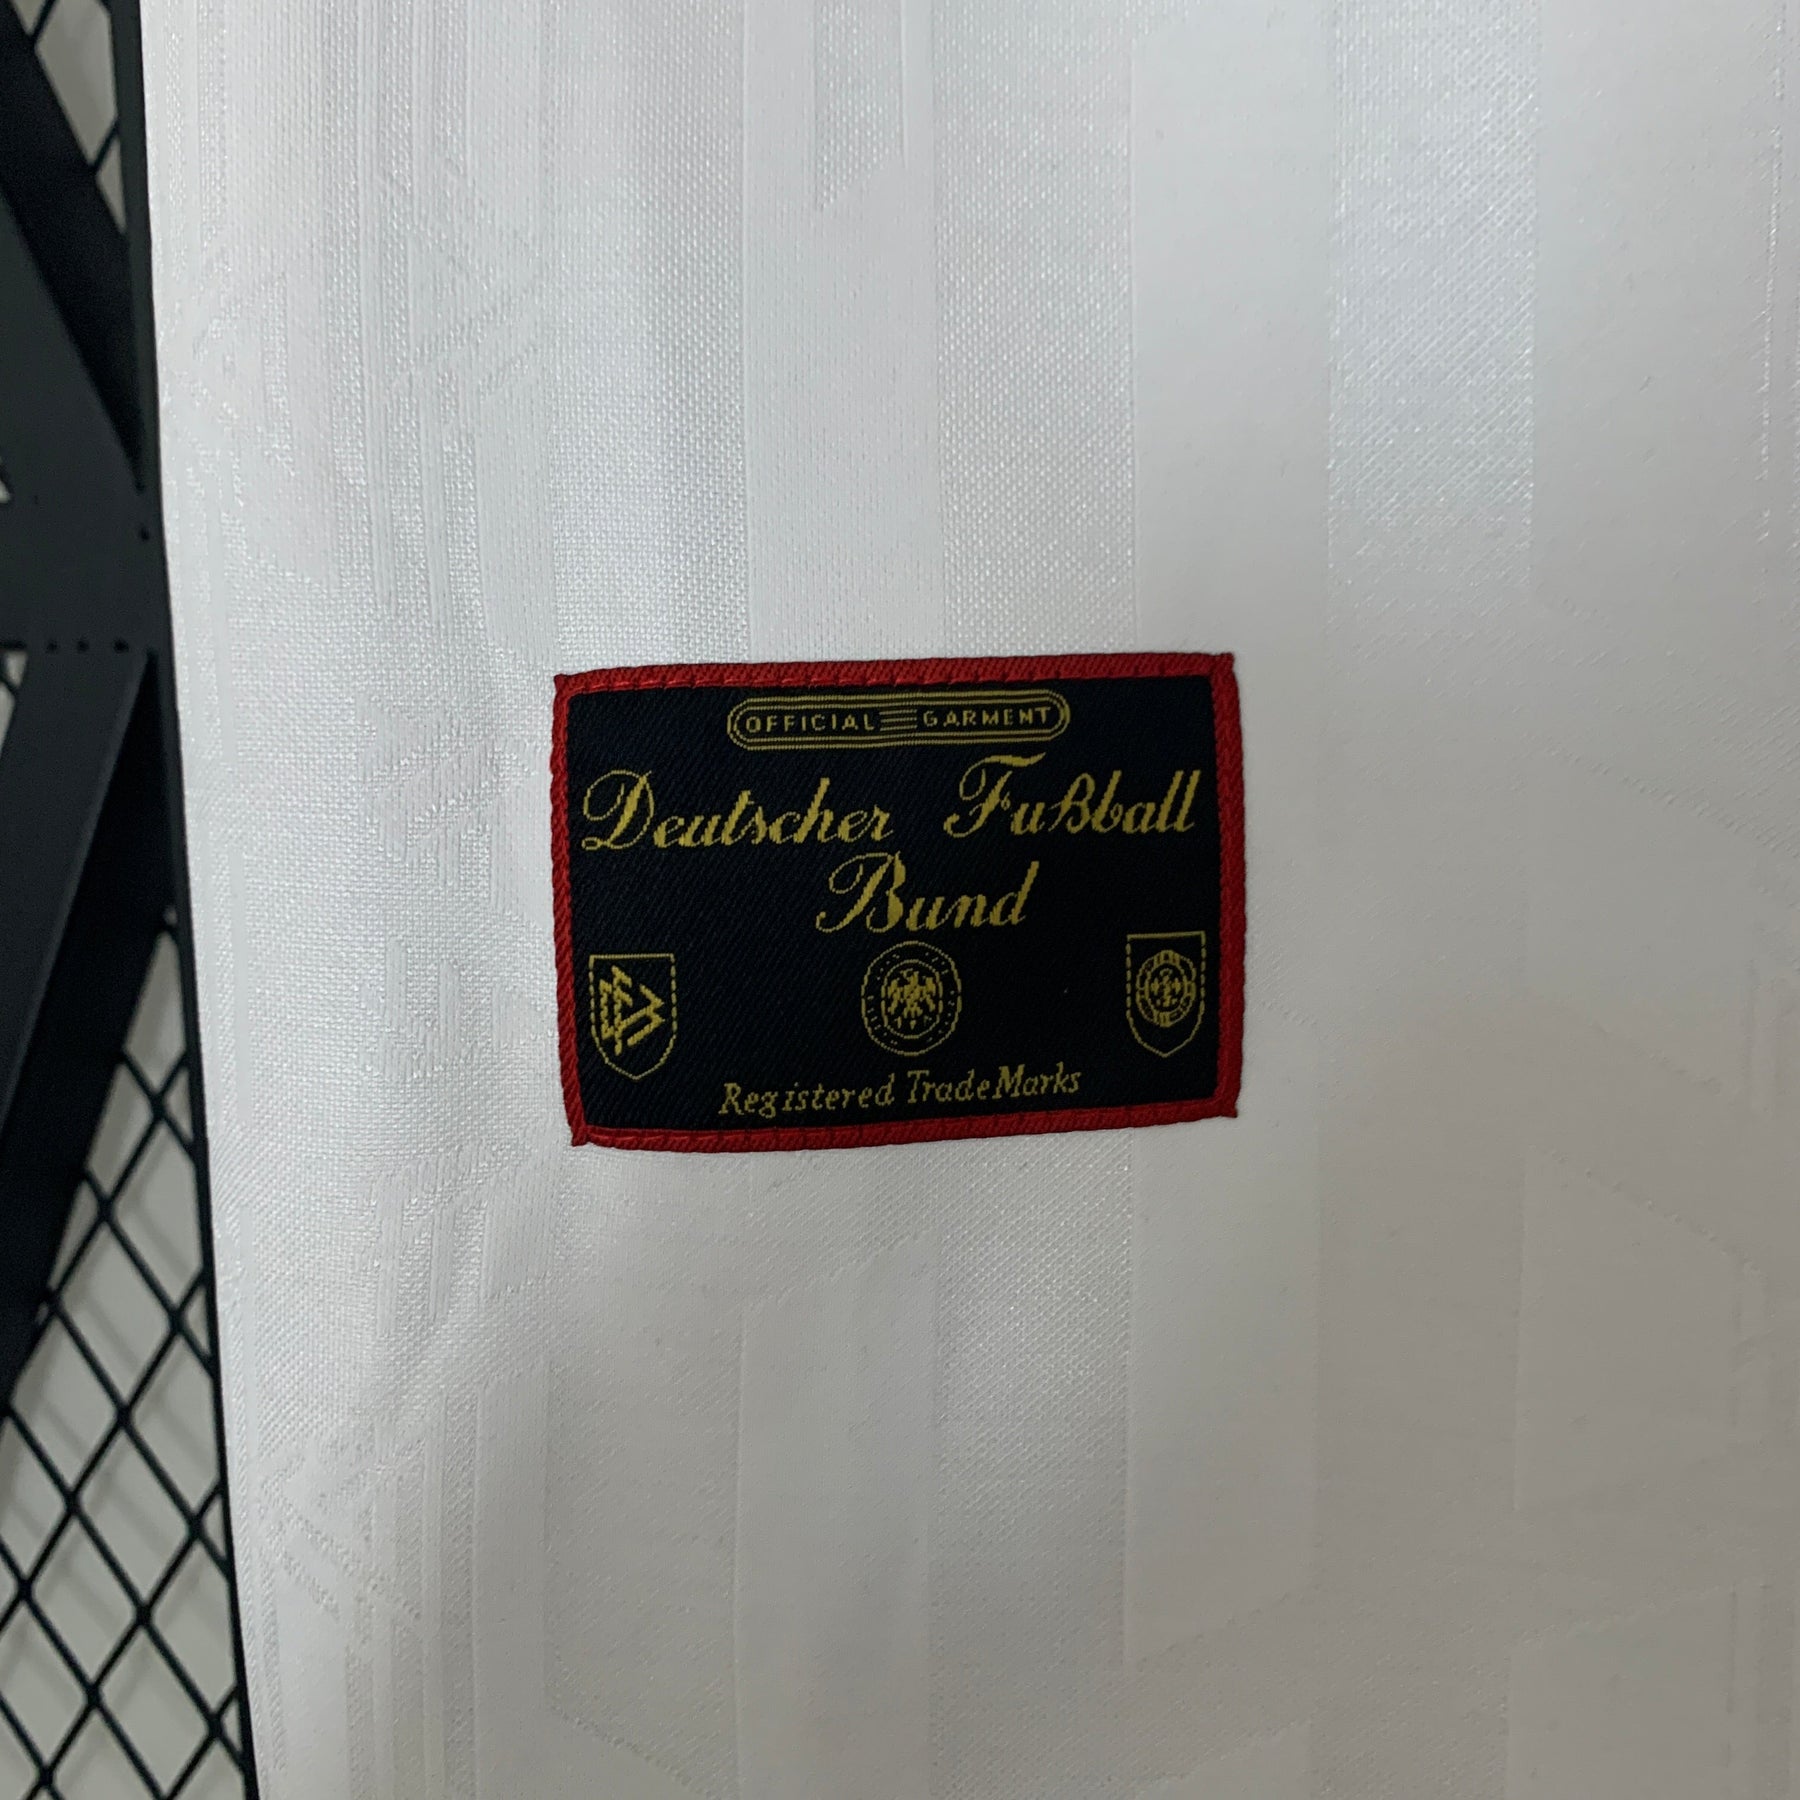 OFFICIAL GARMENT
Deutscher Fußball
Bund
Registered TradeMarks